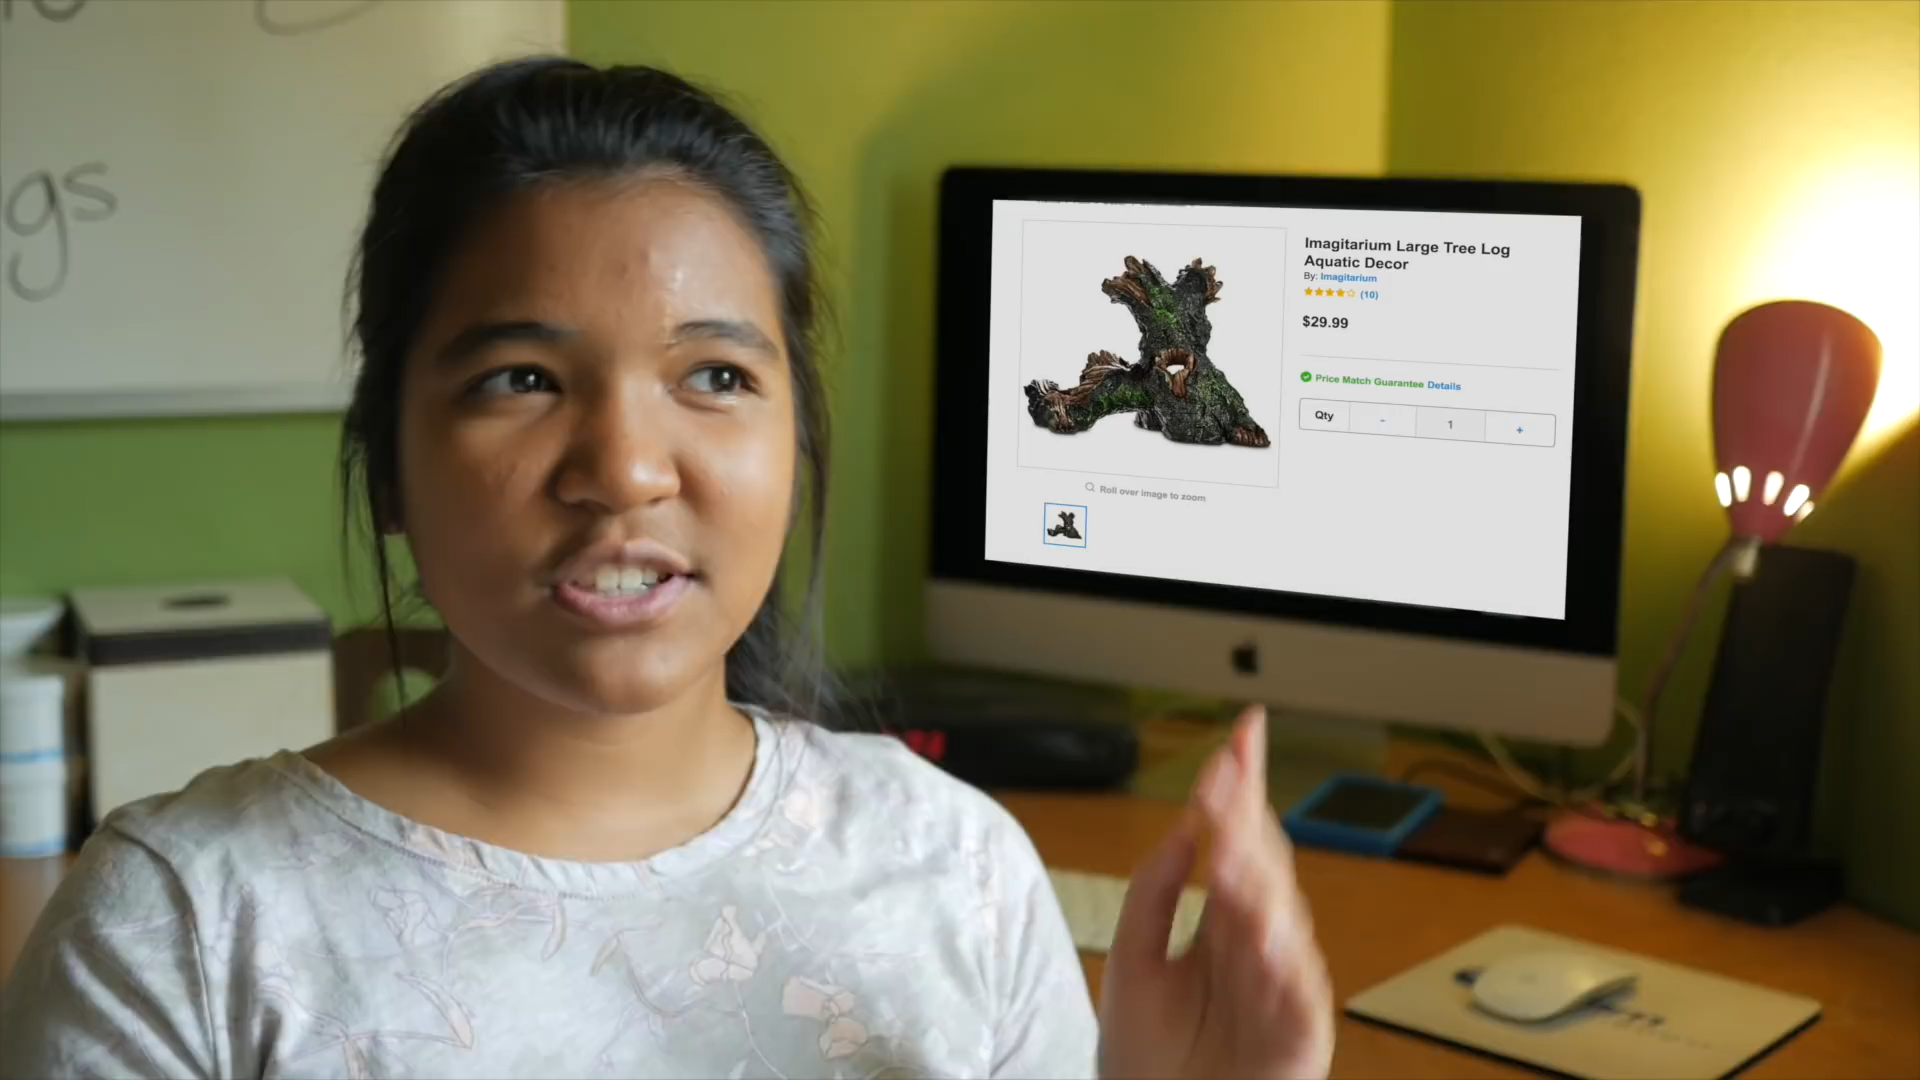 gs
Imagitarium Large Tree Log
Aquatic Decor
By: Imagitarium
(10)
$29.99
Price Match Guarantee Details
Qty - 1 +
Roll over image to zoom